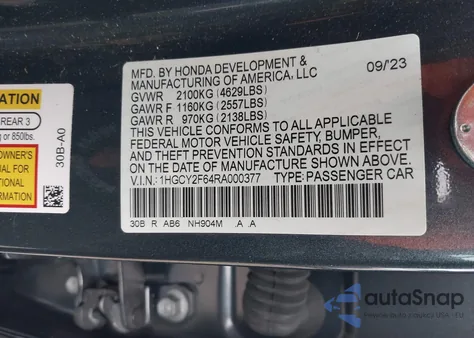 ATION
REAR 3
g or 850lbs.
OWNER'S
AL FOR
TIONAL
RMATION
30B-A0
MFD. BY HONDA DEVELOPMENT &
MANUFACTURING OF AMERICA, LLC
09/23
GVWR 2100KG (4629LBS)
GAWR F 1160KG (2557LBS)
GAWR R 970KG (2138LBS)
THIS VEHICLE CONFORMS TO ALL APPLICABLE
FEDERAL MOTOR VEHICLE SAFETY, BUMPER,
AND THEFT PREVENTION STANDARDS IN EFFECT
ON THE DATE OF MANUFACTURE SHOWN ABOVE.
V.I.N.: 1HGCY2F64RA000377 TYPE: PASSENGER CAR
30B R AB6 NH904M .A .A
autoSnap